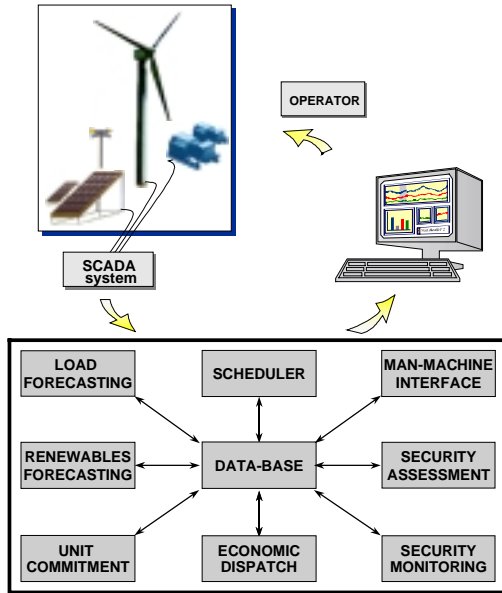 OPERATOR
SCADA
system
LOAD
FORECASTING
SCHEDULER
MAN-MACHINE
INTERFACE
RENEWABLES
FORECASTING
DATA-BASE
SECURITY
ASSESSMENT
UNIT
COMMITMENT
ECONOMIC
DISPATCH
SECURITY
MONITORING